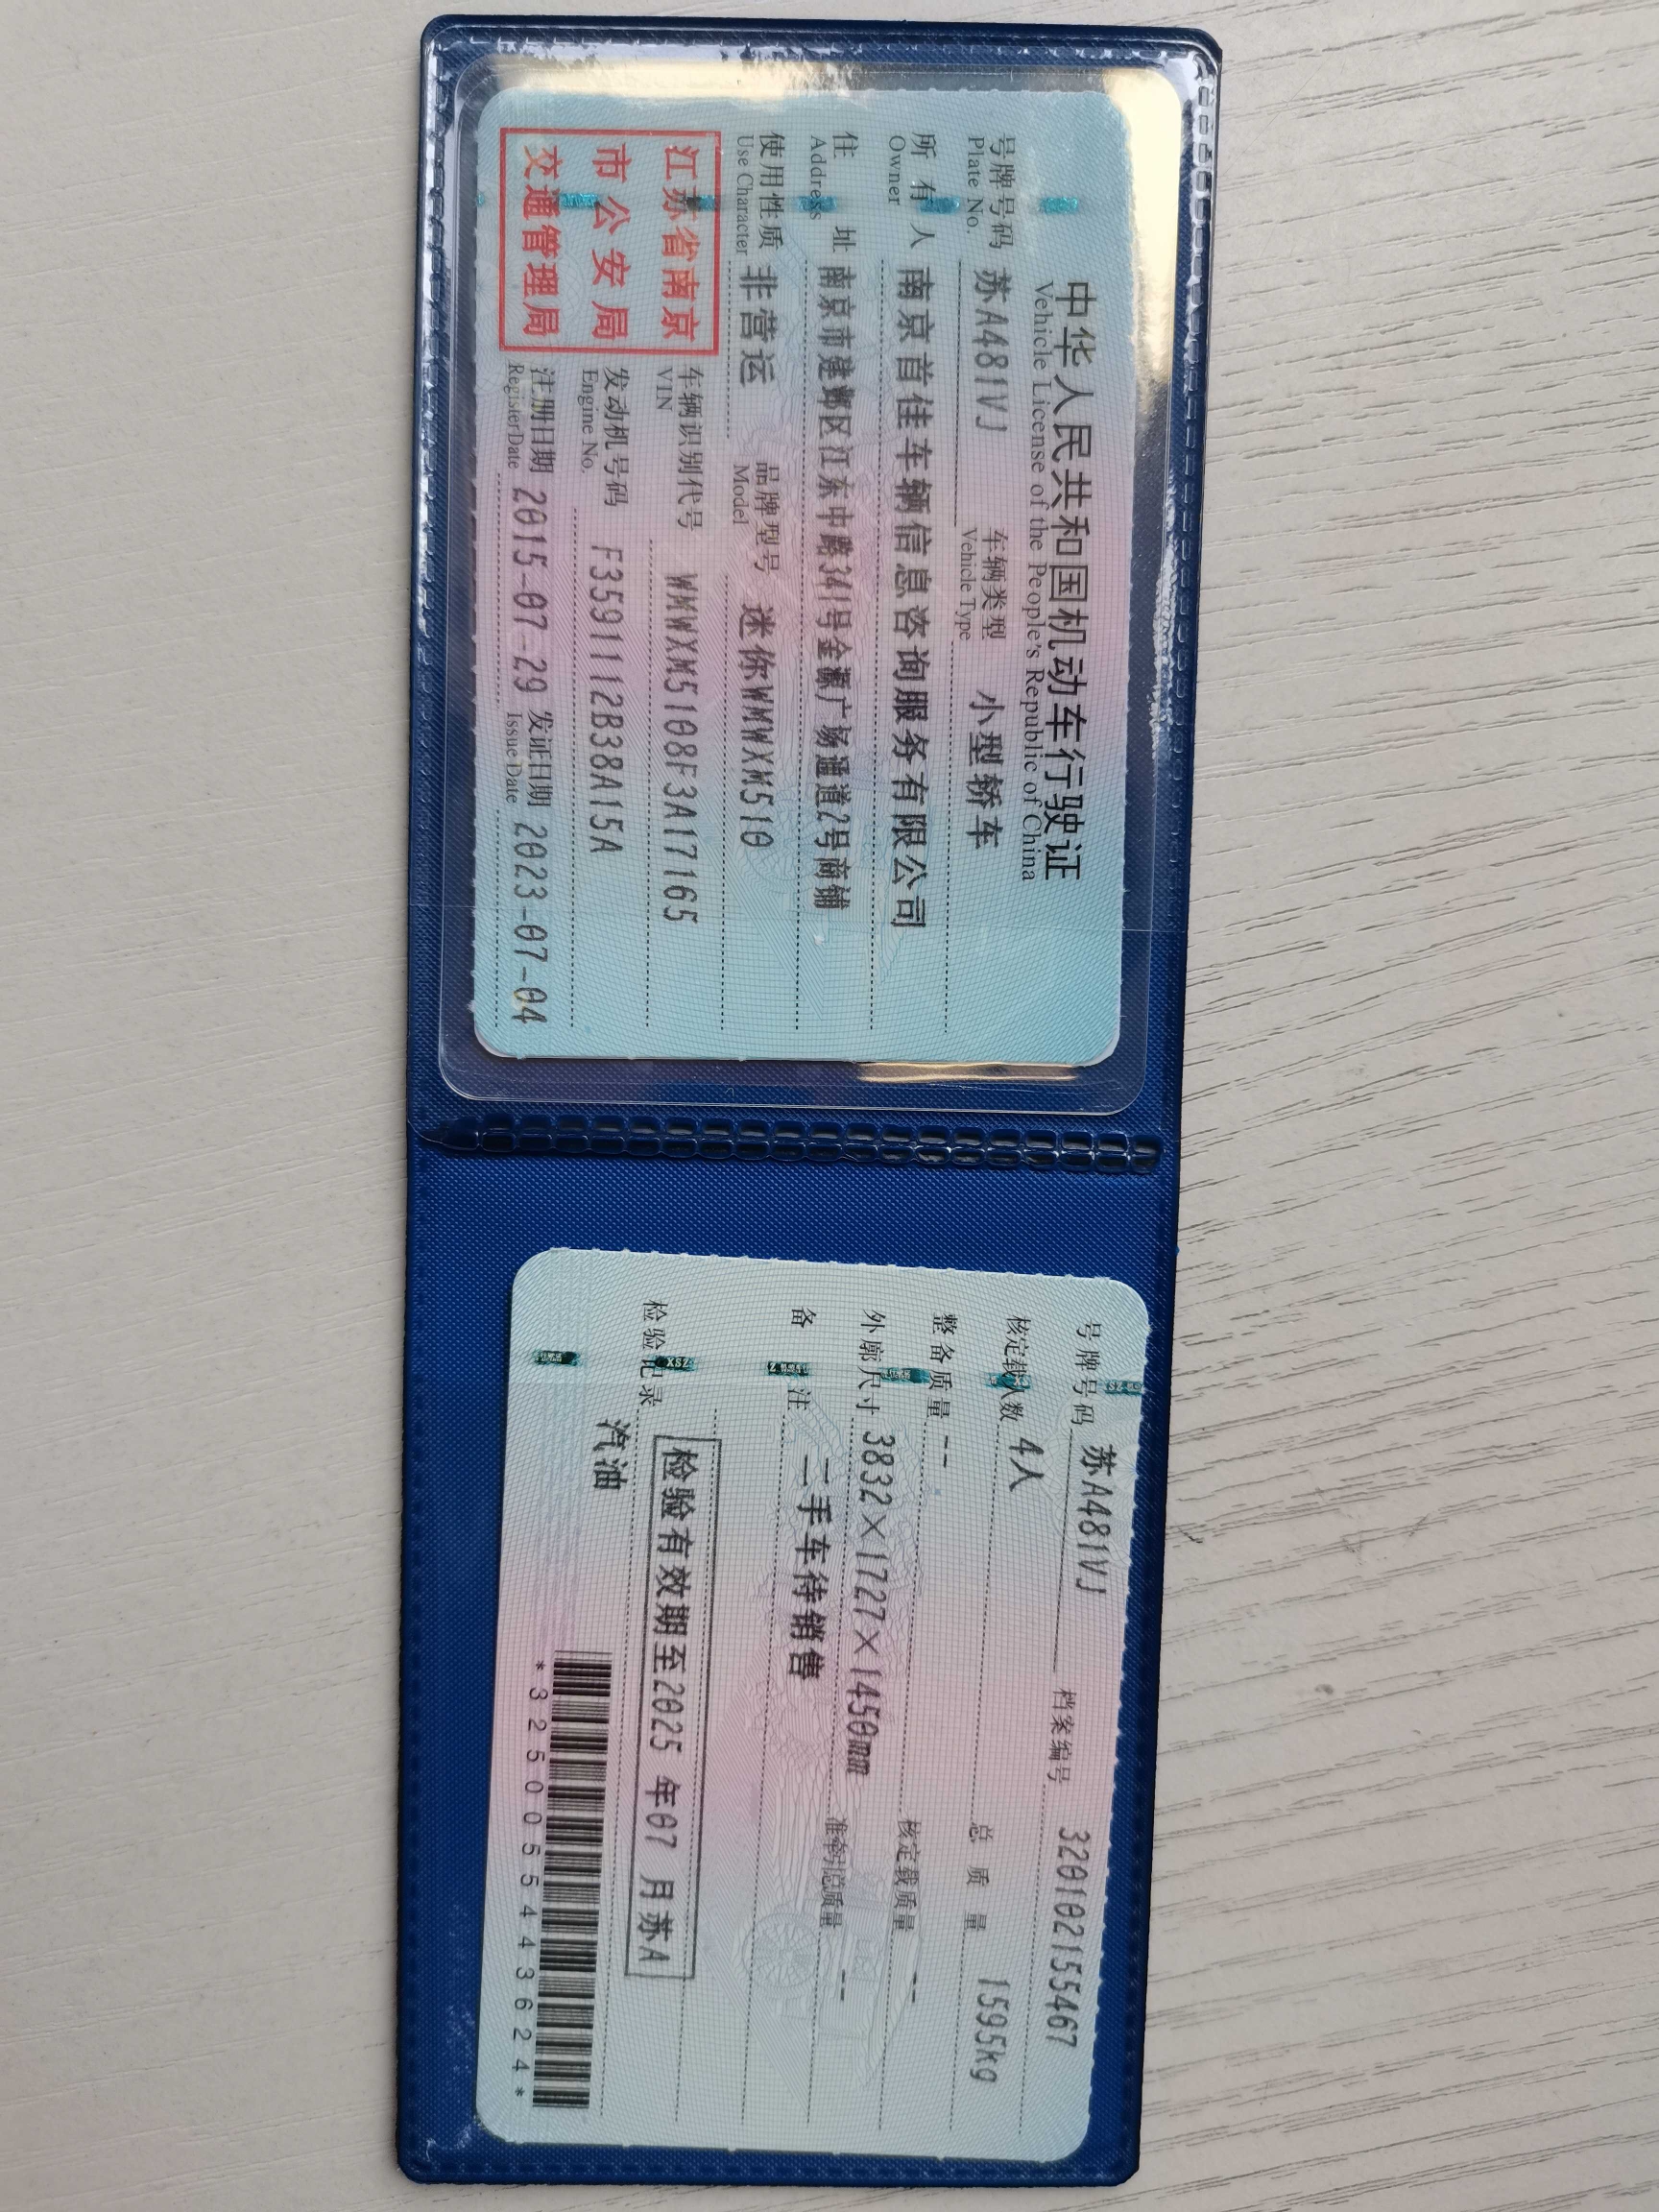 中华人民共和国机动车行驶证
Vehicle License of the People's Republic of China
号牌号码 苏A481VJ 车辆类型 小型轿车
Plate No. Vehicle Type
所有人 南京首佳车辆信息咨询服务有限公司
Owner
住址 南京市建邺区江东中路341号金源广场通道2号商铺
Address
使用性质 非营运 品牌型号 迷你WMWXM510
Use Character Model
江苏省南京
市公安局
交通管理局
车辆识别代号 WMWXM5108F3A17165
VIN
发动机号码 F35911112B38A15A
Engine No.
注册日期 2015-07-29 发证日期 2023-07-04
Register Date Issue Date
号牌号码 苏A481VJ 档案编号 320102155467
核定载人数 4人 总质量 1595kg
整备质量 -- 核定载质量 --
外廓尺寸 3832×1727×1450mm 准牵引总质量 --
备注 二手车待销售
检验记录 检验有效期至2025年07月苏A
汽油
*3250055443624*